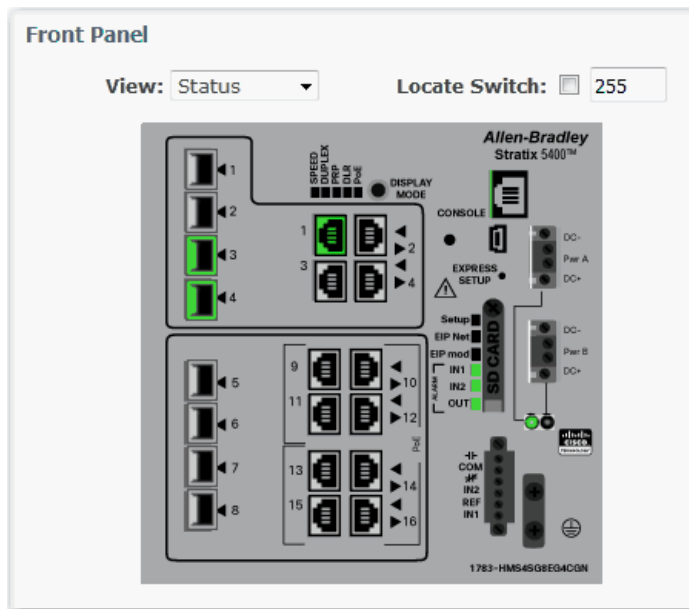 Front Panel
View: Status
Locate Switch: 255
Allen-Bradley
Stratix 5400™
SPEED
DUPLEX
PRP
DLR
PoE
DISPLAY
MODE
1
2
3
4
1
2
3
4
CONSOLE
EXPRESS
SETUP
DC-
Pwr A
DC+
Setup
EIP Net
EIP mod
IN1
IN2
OUT
ALARM
SD CARD
DC-
Pwr B
DC+
5
6
7
8
9
10
11
12
13
14
15
16
PoE
CISCO
TECHNOLOGY
COM
IN2
REF
IN1
1783-HMS4SG8EG4CGN